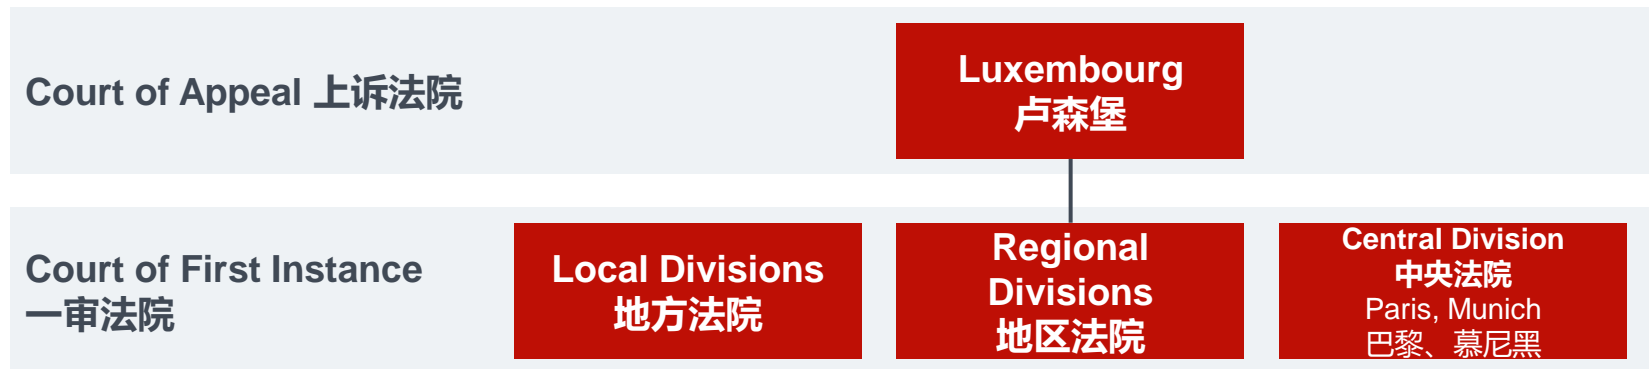 Court of Appeal 上诉法院
Luxembourg
卢森堡
Court of First Instance
一审法院
Local Divisions
地方法院
Regional
Divisions
地区法院
Central Division
中央法院
Paris, Munich
巴黎、慕尼黑